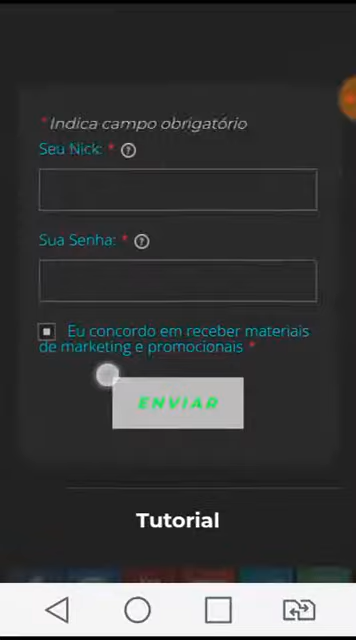 *Indica campo obrigatório
Seu Nick: * ?
Sua Senha: * ?
Eu concordo em receber materiais
de marketing e promocionais *
ENVIAR
Tutorial